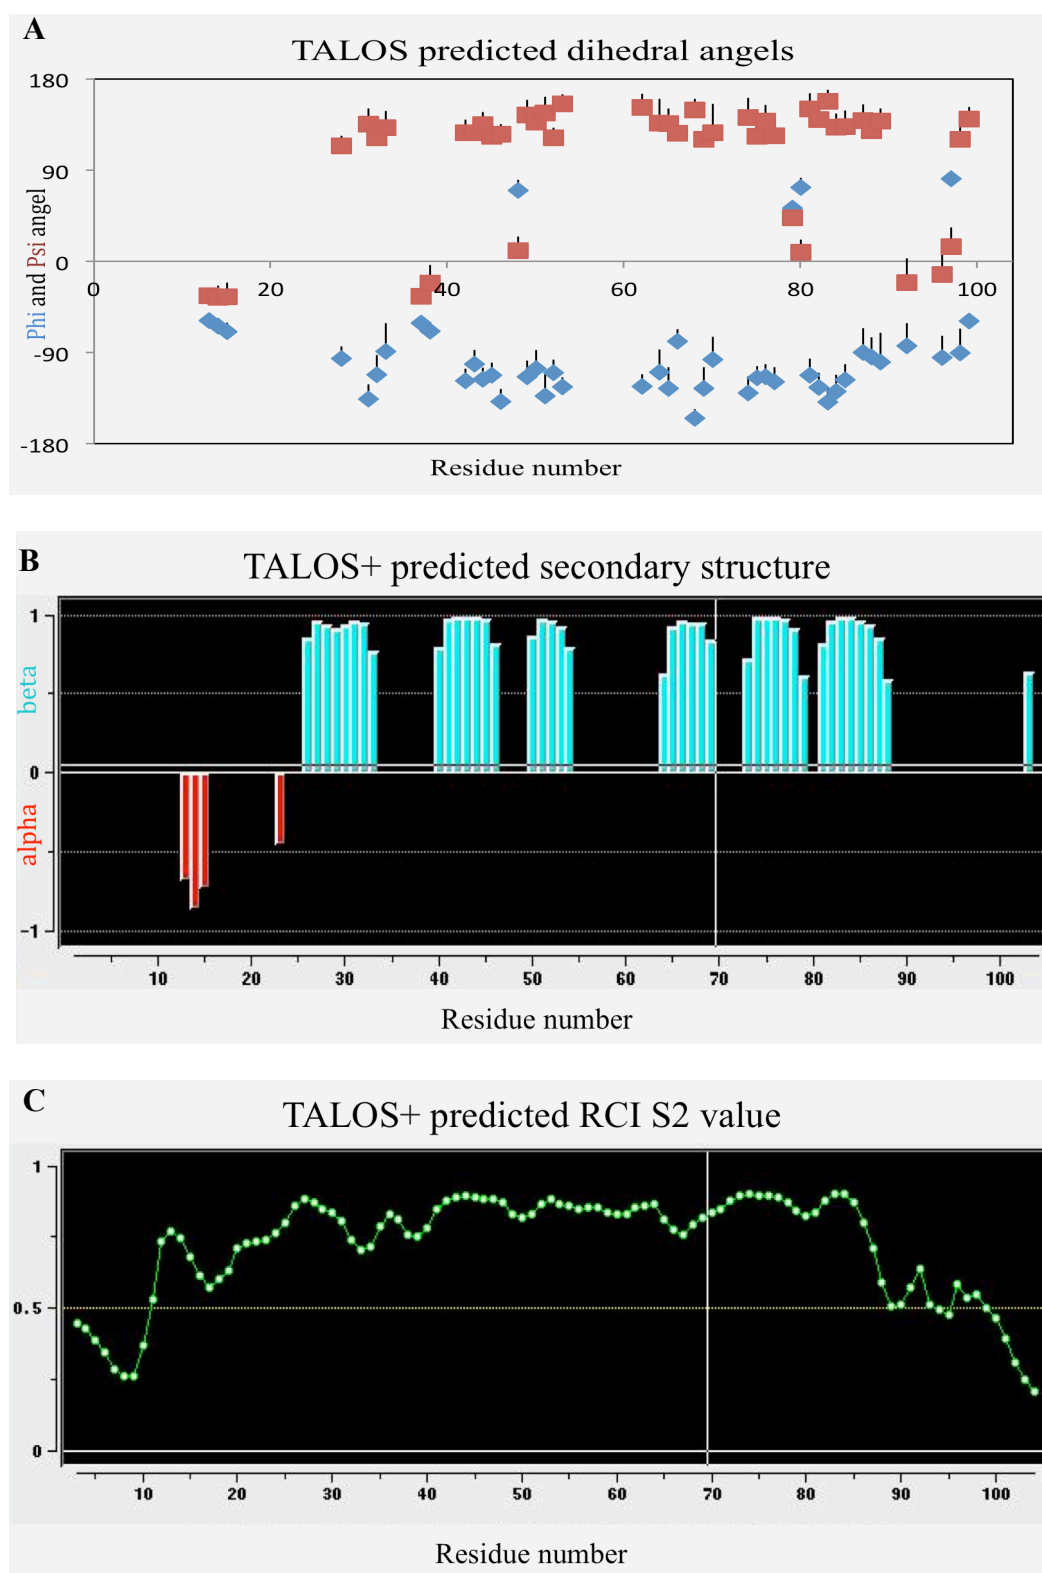 A
TALOS predicted dihedral angels
180
90
0
-90
-180
Phi and Psi angel
0 20 40 60 80 100
Residue number
B
TALOS+ predicted secondary structure
1
0
-1
beta
alpha
10 20 30 40 50 60 70 80 90 100
Residue number
C
TALOS+ predicted RCI S2 value
1
0.5
0
10 20 30 40 50 60 70 80 90 100
Residue number